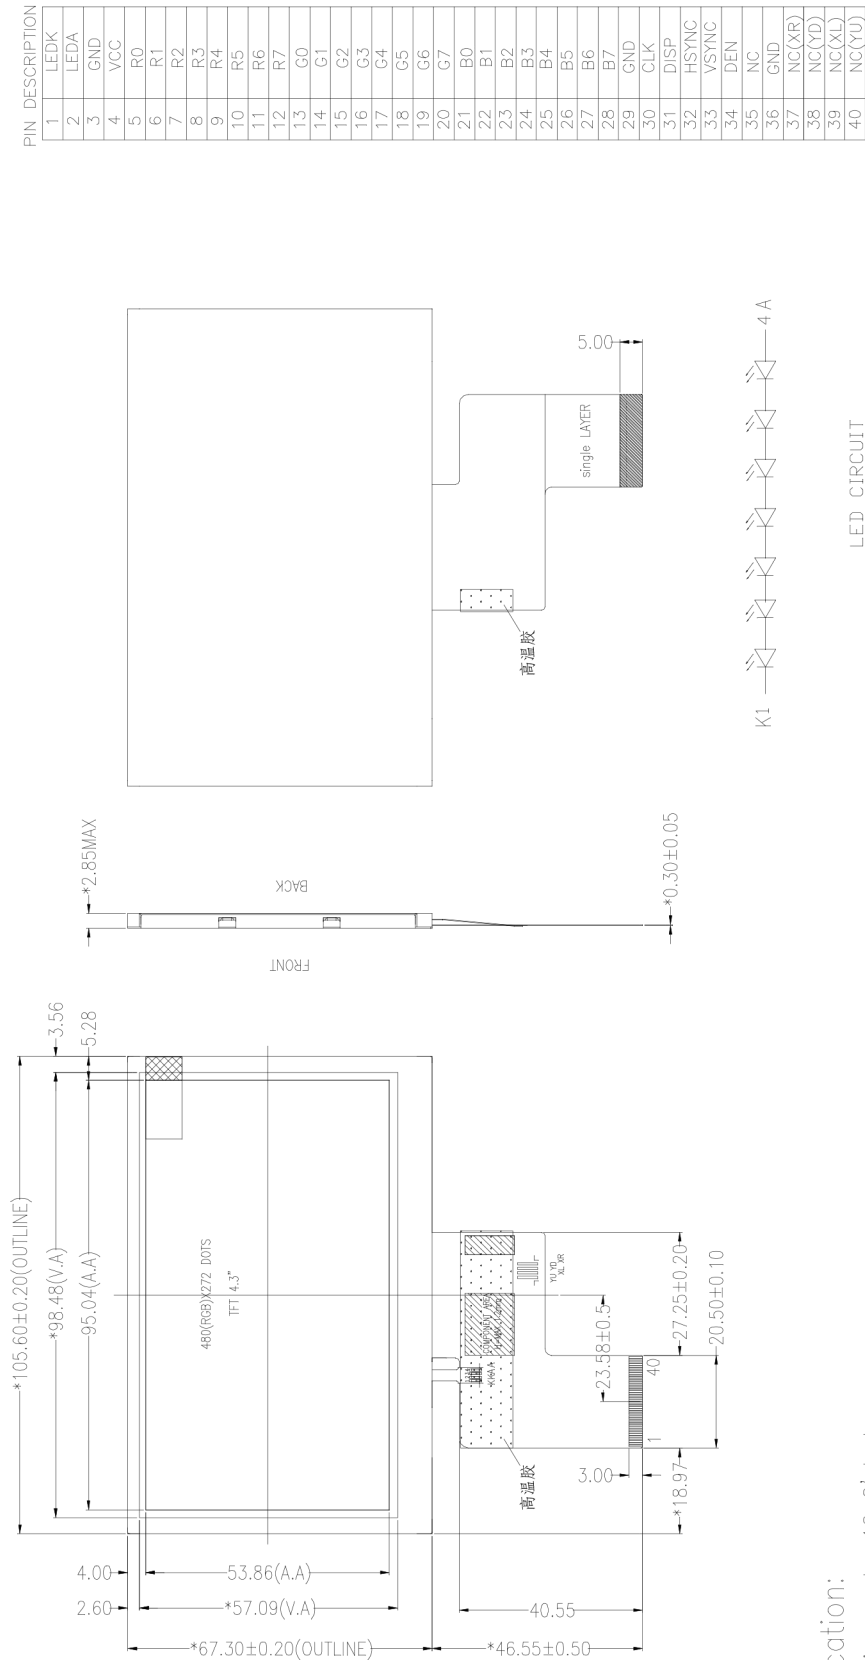 PIN DESCRIPTION
1 LEDK
2 LEDA
3 GND
4 VCC
5 R0
6 R1
7 R2
8 R3
9 R4
10 R5
11 R6
12 R7
13 G0
14 G1
15 G2
16 G3
17 G4
18 G5
19 G6
20 G7
21 B0
22 B1
23 B2
24 B3
25 B4
26 B5
27 B6
28 B7
29 GND
30 CLK
31 DISP
32 HSYNC
33 VSYNC
34 DEN
35 NC
36 GND
37 NC(XR)
38 NC(YD)
39 NC(XL)
40 NC(YU)
5.00
single LAYER
高温胶
K1
4 A
LED CIRCUIT
*2.85MAX
BACK
FRONT
*0.30±0.05
*105.60±0.20(OUTLINE)
*98.48(V.A)
3.56
95.04(A.A)
5.28
480(RGB)X272 DOTS
TFT 4.3"
COMPONENT AREA
YU YD
XL XR
高温胶
23.58±0.5
27.25±0.20
20.50±0.10
*18.97
3.00
1
40
4.00
53.86(A.A)
2.60
*57.09(V.A)
40.55
*67.30±0.20(OUTLINE)
*46.55±0.50
cation: